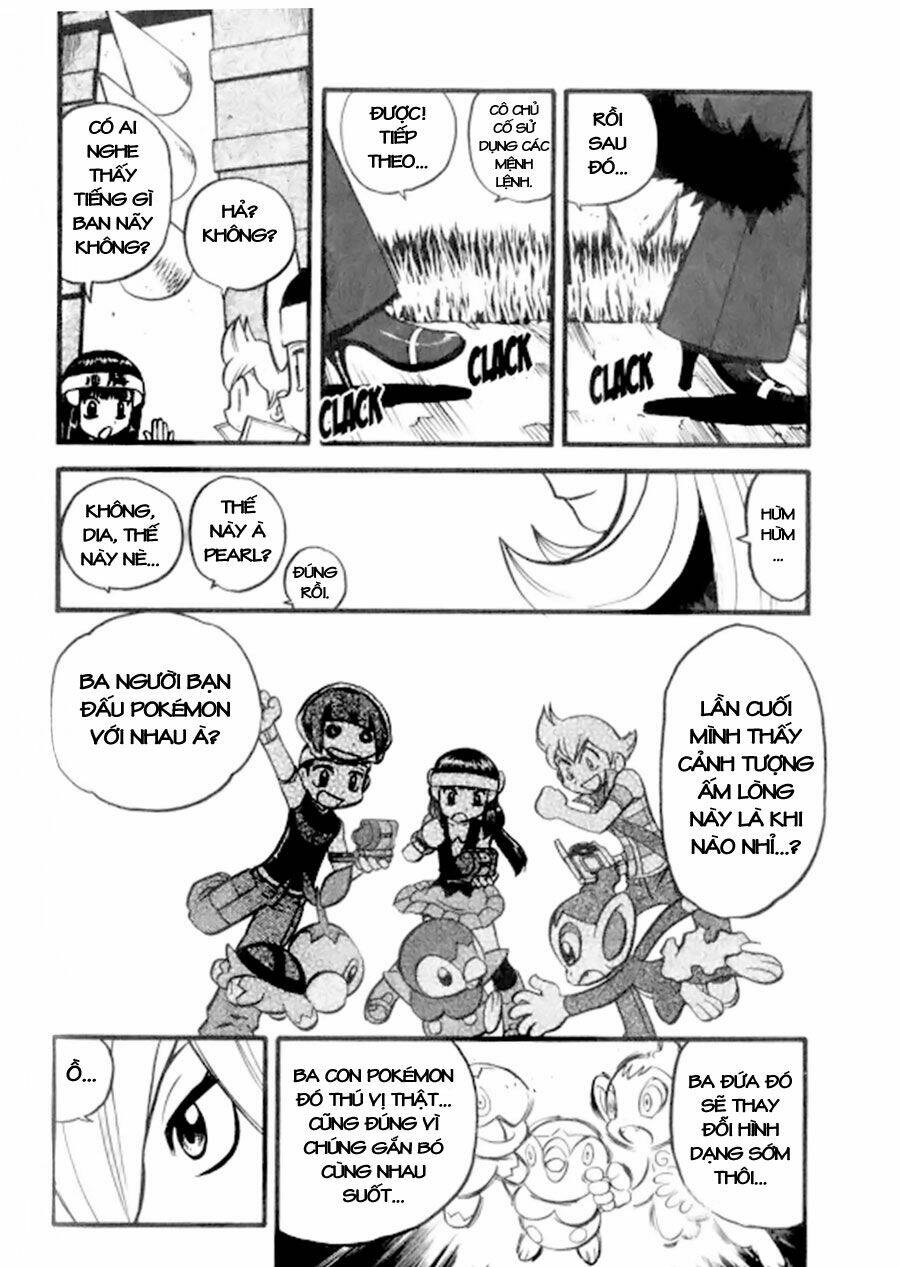 CÓ AI
NGHE
THẤY
TIẾNG GÌ
BAN NÃY
KHÔNG?
HẢ?
KHÔNG?
ĐƯỢC!
TIẾP
THEO...
CÔ CHỦ
CỐ SỬ
DỤNG CÁC
MỆNH
LỆNH.
CLACK
CLACK
RỒI
SAU
ĐÓ...
CLACK
KHÔNG,
DIA, THẾ
NÀY NÈ...
THẾ
NÀY À
PEARL?
ĐÚNG
RỒI.
HỪM
HỪM
...
BA NGƯỜI BẠN
ĐẤU POKÉMON
VỚI NHAU À?
LẦN CUỐI
MÌNH THẤY
CẢNH TƯỢNG
ẤM LÒNG
NÀY LÀ KHI
NÀO NHỈ...?
Ồ...
BA CON POKÉMON
ĐÓ THÚ VỊ THẬT...
CŨNG ĐÚNG VÌ
CHÚNG GẮN BÓ
CÙNG NHAU
SUỐT...
BA ĐỨA ĐÓ
SẼ THAY
ĐỔI HÌNH
DẠNG SỚM
THÔI...